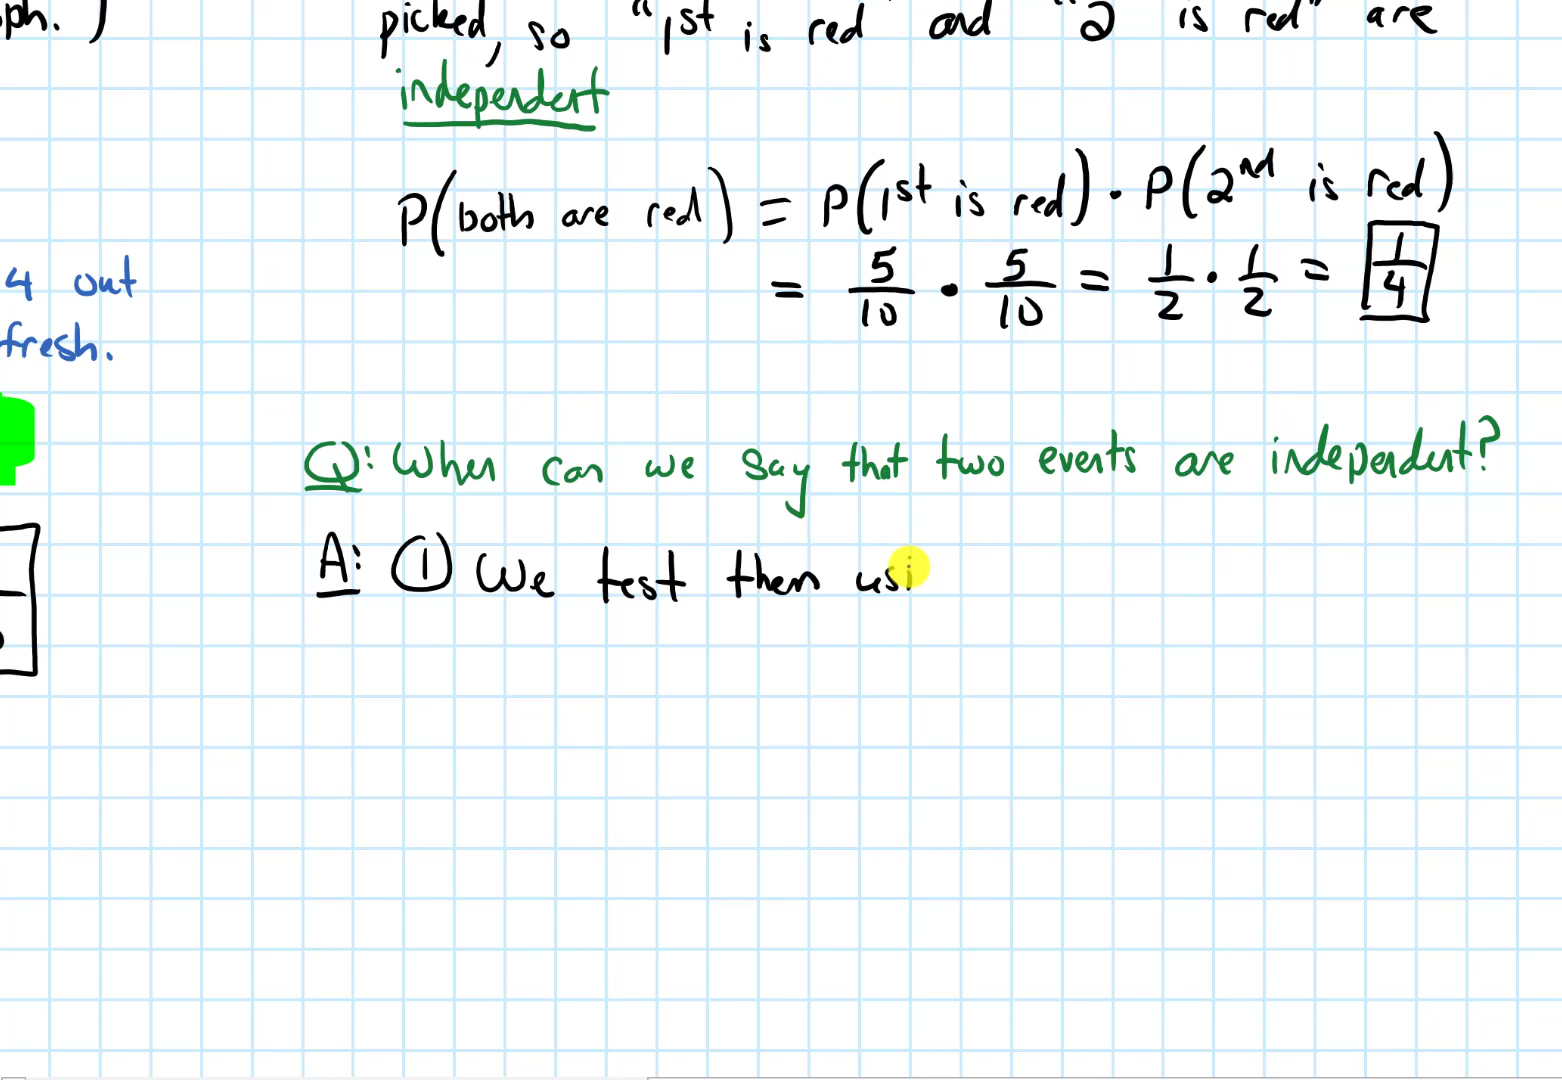 ph. )
picked, so "1st is red" and "2 is red" are
independent
P(both are red) = P(1st is red) · P(2nd is red)
= 5/10 · 5/10 = 1/2 · 1/2 = 1/4
4 out
fresh.
Q: When can we say that two events are independent?
A: ① We test them usi